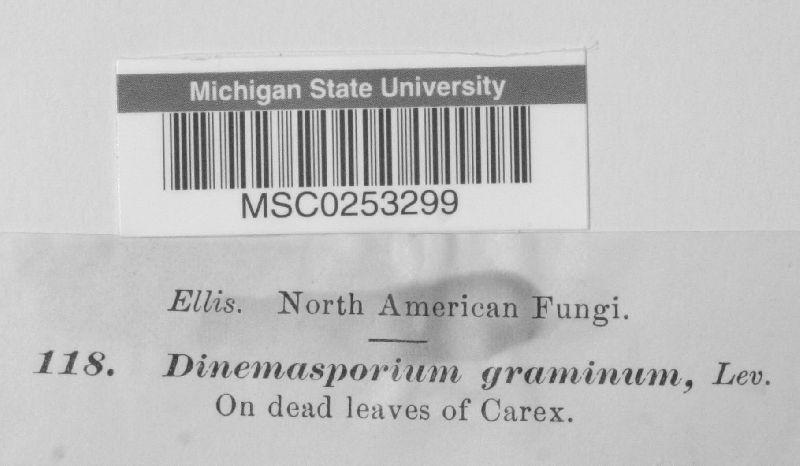 Michigan State University
MSC0253299
Ellis. North American Fungi.
118. Dinemasporium graminum, Lev.
On dead leaves of Carex.